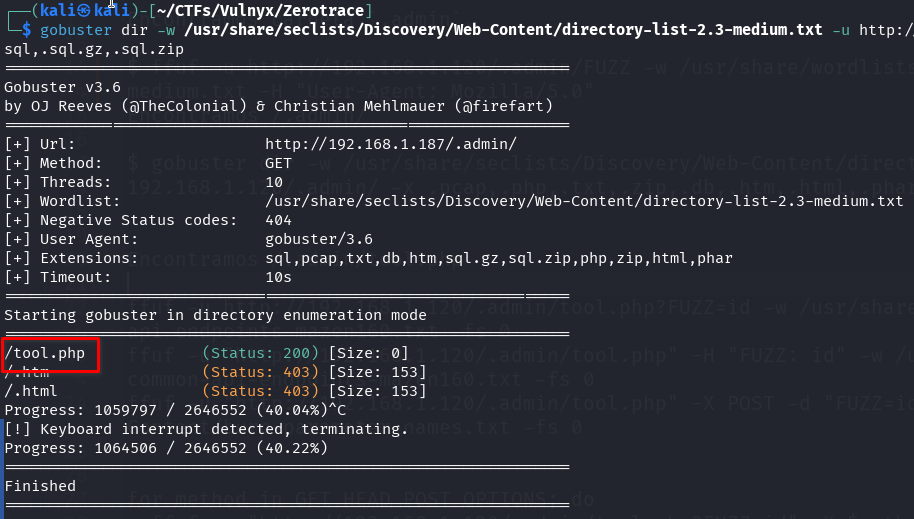 ┌──(kali㉿kali)-[~/CTFs/Vulnyx/Zerotrace]
└─$ gobuster dir -w /usr/share/seclists/Discovery/Web-Content/directory-list-2.3-medium.txt -u http:/
sql,.sql.gz,.sql.zip
===============================================================
Gobuster v3.6
by OJ Reeves (@TheColonial) & Christian Mehlmauer (@firefart)
===============================================================
[+] Url: http://192.168.1.187/.admin/
[+] Method: GET
[+] Threads: 10
[+] Wordlist: /usr/share/seclists/Discovery/Web-Content/directory-list-2.3-medium.txt
[+] Negative Status codes: 404
[+] User Agent: gobuster/3.6
[+] Extensions: sql,pcap,txt,db,htm,sql.gz,sql.zip,php,zip,html,phar
[+] Timeout: 10s
===============================================================
Starting gobuster in directory enumeration mode
===============================================================
/tool.php (Status: 200) [Size: 0]
/.htm (Status: 403) [Size: 153]
/.html (Status: 403) [Size: 153]
Progress: 1059797 / 2646552 (40.04%)^C
[!] Keyboard interrupt detected, terminating.
Progress: 1064506 / 2646552 (40.22%)
===============================================================
Finished
===============================================================